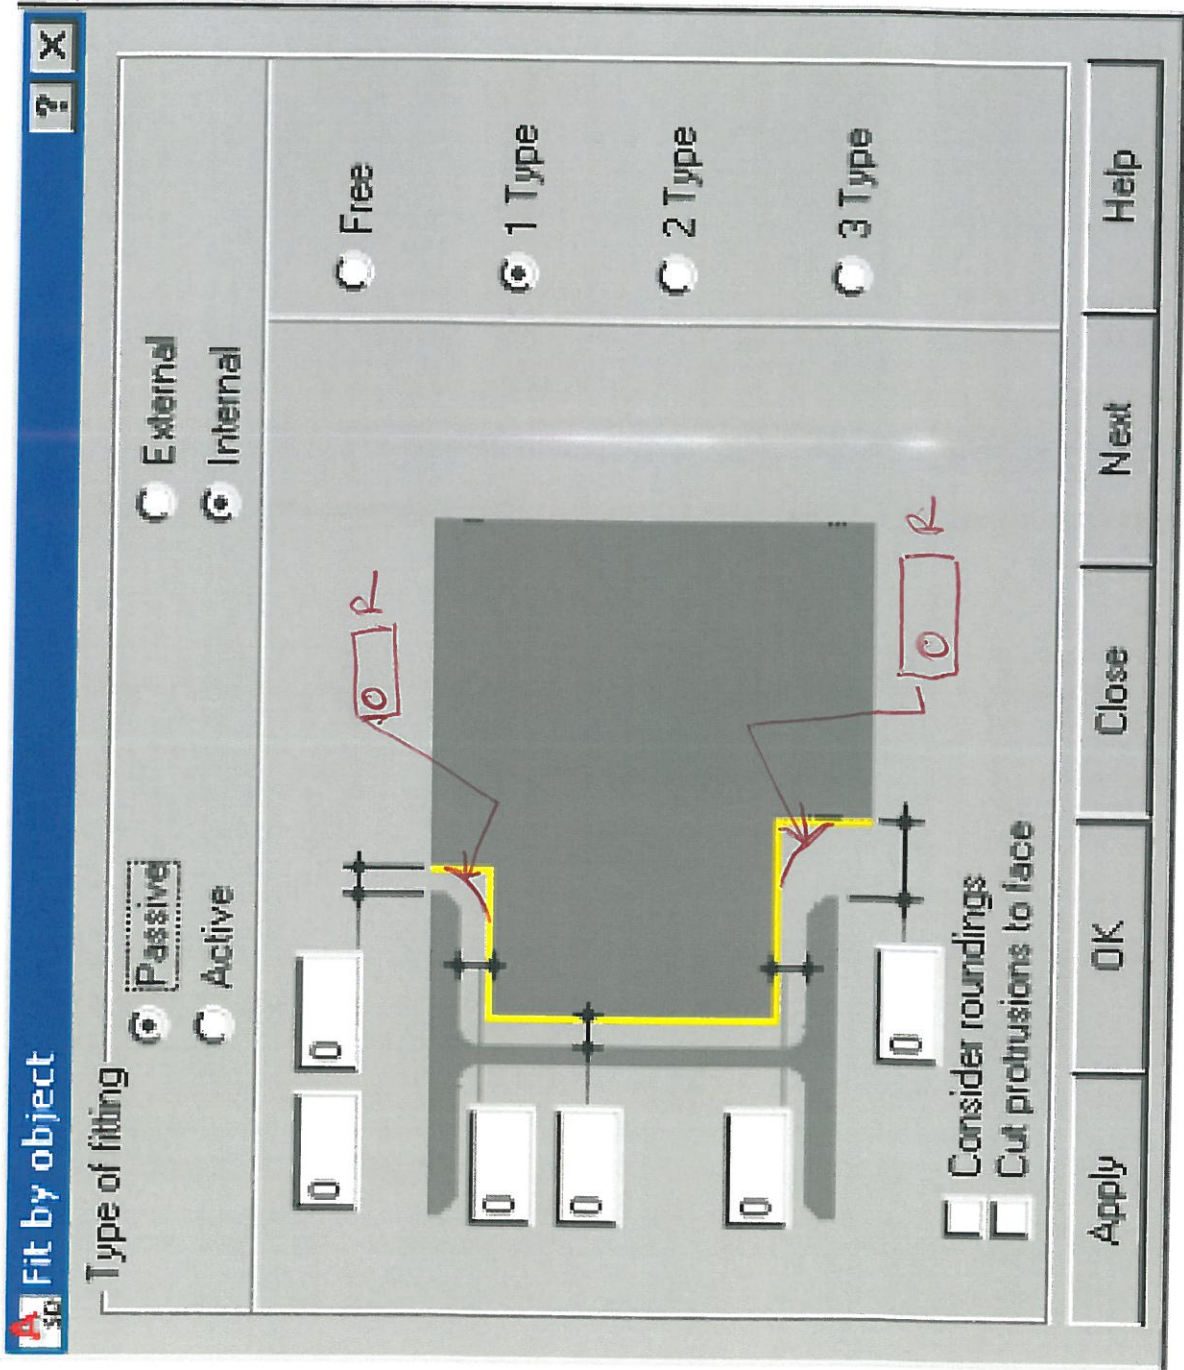 Fit by object
? X
Type of fitting
Passive
External
Active
Internal
0
0
0 R
Free
0
1 Type
0
2 Type
0
3 Type
0
0 R
Consider roundings
Cut protrusions to face
Apply
OK
Close
Next
Help